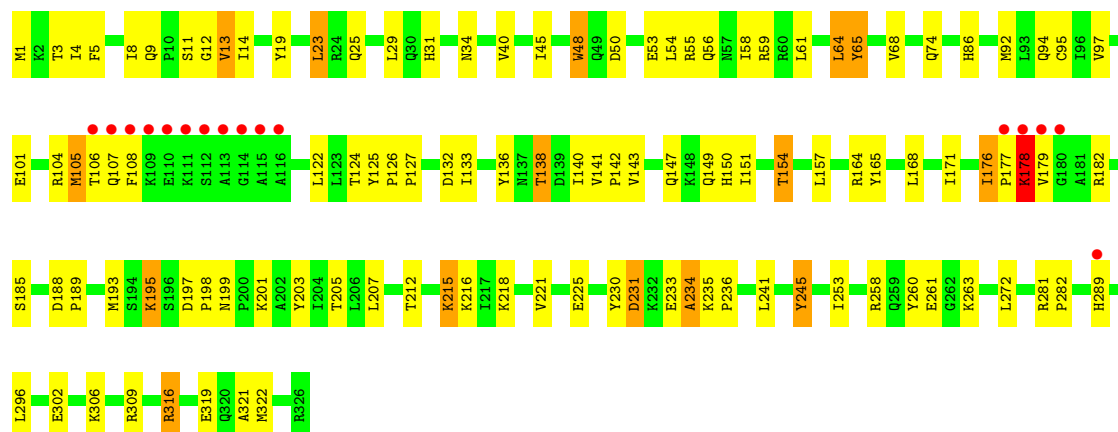 M1 K2 T3 I4 F5 I8 Q9 P10 S11 G12 V13 I14 Y19 L23 R24 Q25 L29 Q30 H31 N34 V40 I45 W48 Q49 D50 E53 L54 R55 Q56 N57 I58 R59 R60 L61 L64 Y65 V68 Q74 H86 M92 L93 Q94 C95 I96 V97
E101 R104 M105 T106 Q107 F108 K109 E110 K111 S112 A113 G114 A115 A116 L122 L123 T124 Y125 P126 P127 D132 I133 Y136 N137 T138 D139 I140 V141 P142 V143 Q147 K148 Q149 H150 I151 T154 L157 R164 Y165 L168 I171 I176 P177 K178 V179 G180 A181 R182
S185 D188 P189 M193 S194 K195 S196 D197 P198 N199 P200 K201 A202 Y203 I204 T205 L206 L207 T212 K215 K216 I217 K218 V221 E225 Y230 D231 K232 E233 A234 K235 P236 L241 Y245 I253 R258 Q259 Y260 E261 G262 K263 L272 R281 P282 H289
L296 E302 K306 R309 R316 E319 Q320 A321 M322 R326